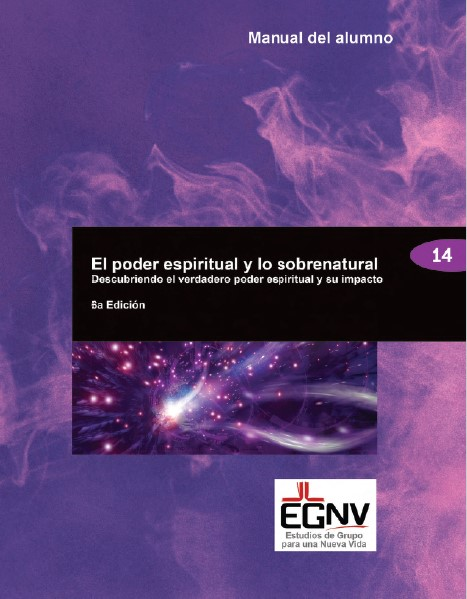 Manual del alumno
14
El poder espiritual y lo sobrenatural
Descubriendo el verdadero poder espiritual y su impacto
6a Edición
EGNV
Estudios de Grupo
para una Nueva Vida